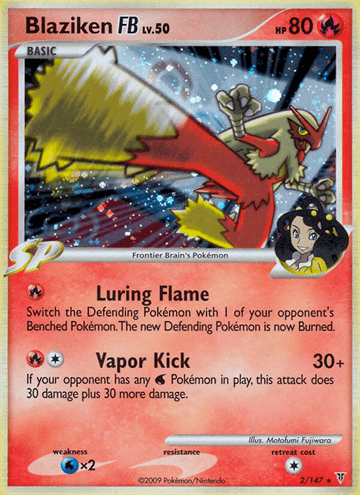 Blaziken FB LV.50 HP 80
BASIC
Frontier Brain's Pokémon
SP
Luring Flame
Switch the Defending Pokémon with 1 of your opponent's
Benched Pokémon. The new Defending Pokémon is now Burned.
Vapor Kick 30+
If your opponent has any Pokémon in play, this attack does
30 damage plus 30 more damage.
Illus. Motofumi Fujiwara
weakness resistance retreat cost
×2
©2009 Pokémon/Nintendo 2/147 ★